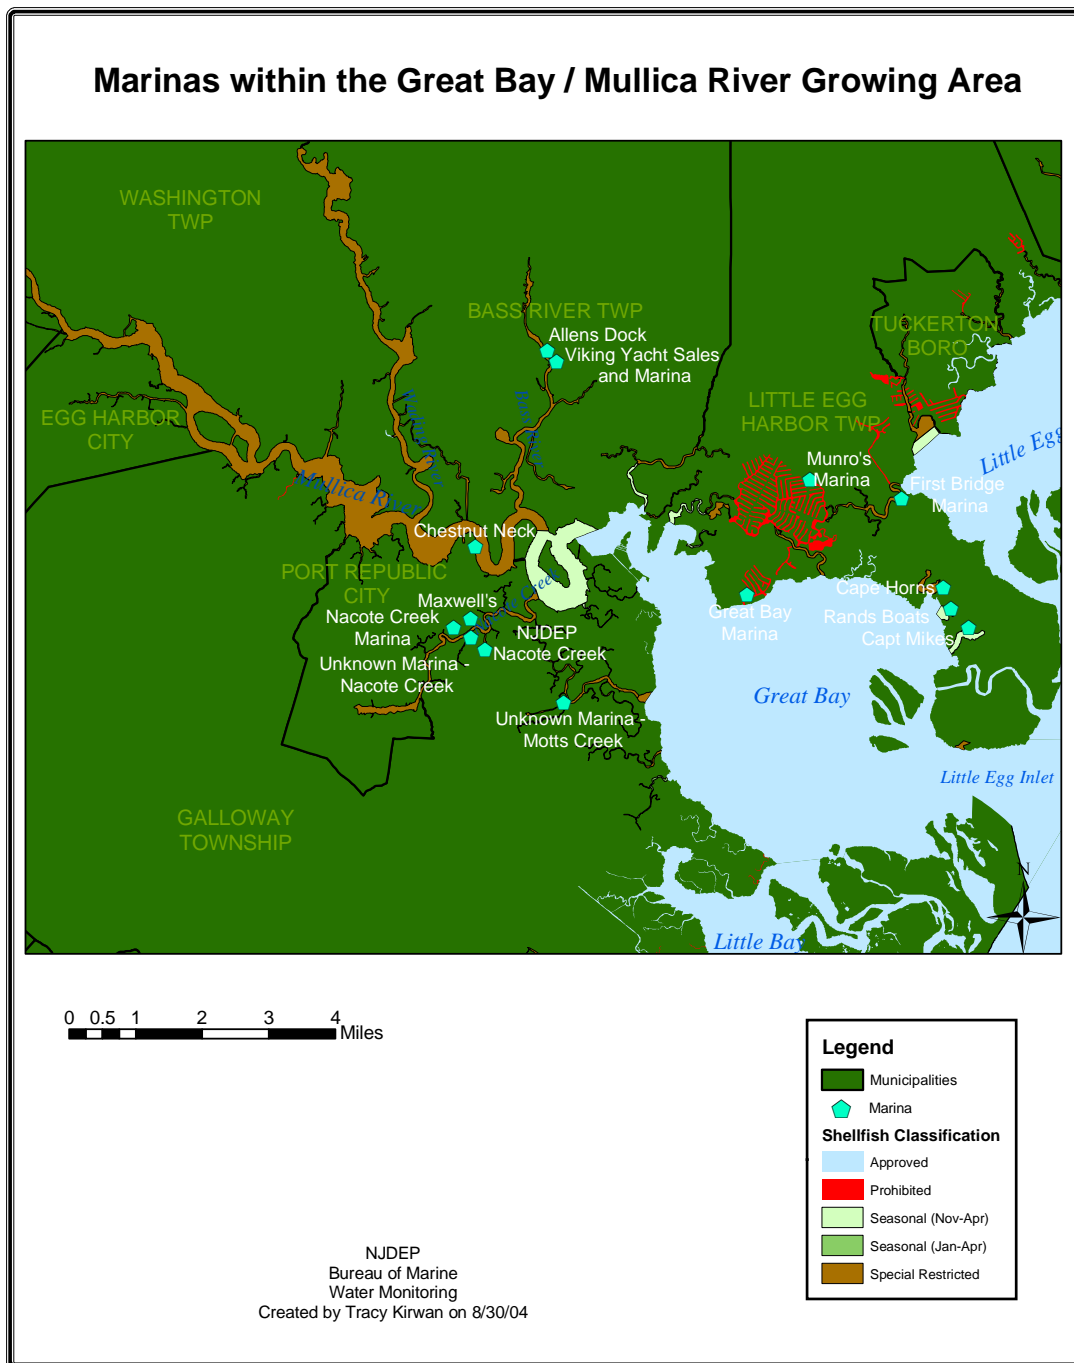 Marinas within the Great Bay / Mullica River Growing Area
WASHINGTON
TWP
BASS RIVER TWP
Allens Dock
Viking Yacht Sales
and Marina
TUCKERTON
BORO
EGG HARBOR
CITY
LITTLE EGG
HARBOR TWP
Wading River
Bass River
Little Egg
Munro's
Marina
First Bridge
Marina
Mullica River
Chestnut Neck
PORT REPUBLIC
CITY
Nacote Creek
Maxwell's
Nacote Creek
Marina
NJDEP
Nacote Creek
Unknown Marina -
Nacote Creek
Cape Horns
Rands Boats
Capt Mikes
Great Bay
Marina
Great Bay
Unknown Marina -
Motts Creek
Little Egg Inlet
GALLOWAY
TOWNSHIP
N
Little Bay
0 0.5 1 2 3 4
Miles
Legend
Municipalities
Marina
Shellfish Classification
Approved
Prohibited
Seasonal (Nov-Apr)
Seasonal (Jan-Apr)
Special Restricted
NJDEP
Bureau of Marine
Water Monitoring
Created by Tracy Kirwan on 8/30/04